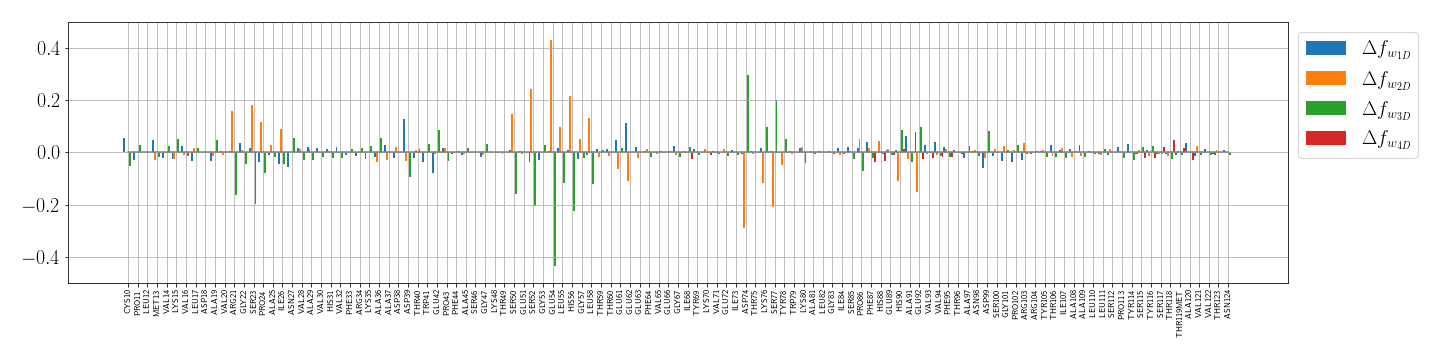 0.4
0.2
0.0
−0.2
−0.4
CYS10
PRO11
LEU12
MET13
VAL14
LYS15
VAL16
LEU17
ASP18
ALA19
VAL20
ARG21
GLY22
SER23
PRO24
ALA25
ILE26
ASN27
VAL28
ALA29
VAL30
HIS31
VAL32
PHE33
ARG34
LYS35
ALA36
ALA37
ASP38
ASP39
THR40
TRP41
GLU42
PRO43
PHE44
ALA45
SER46
GLY47
LYS48
THR49
SER50
GLU51
SER52
GLY53
GLU54
LEU55
HIS56
GLY57
LEU58
THR59
THR60
GLU61
GLU62
GLU63
PHE64
VAL65
GLU66
GLY67
ILE68
TYR69
LYS70
VAL71
GLU72
ILE73
ASP74
THR75
LYS76
SER77
TYR78
TRP79
LYS80
ALA81
LEU82
GLY83
ILE84
SER85
PRO86
PHE87
HIS88
GLU89
HIS90
ALA91
GLU92
VAL93
VAL94
PHE95
THR96
ALA97
ASN98
ASP99
SER100
GLY101
PRO102
ARG103
ARG104
TYR105
THR106
ILE107
ALA108
ALA109
LEU110
LEU111
SER112
PRO113
TYR114
SER115
TYR116
SER117
THR118
THR119MET
ALA120
VAL121
VAL122
THR123
ASN124
Δf_{w_{1D}}
Δf_{w_{2D}}
Δf_{w_{3D}}
Δf_{w_{4D}}